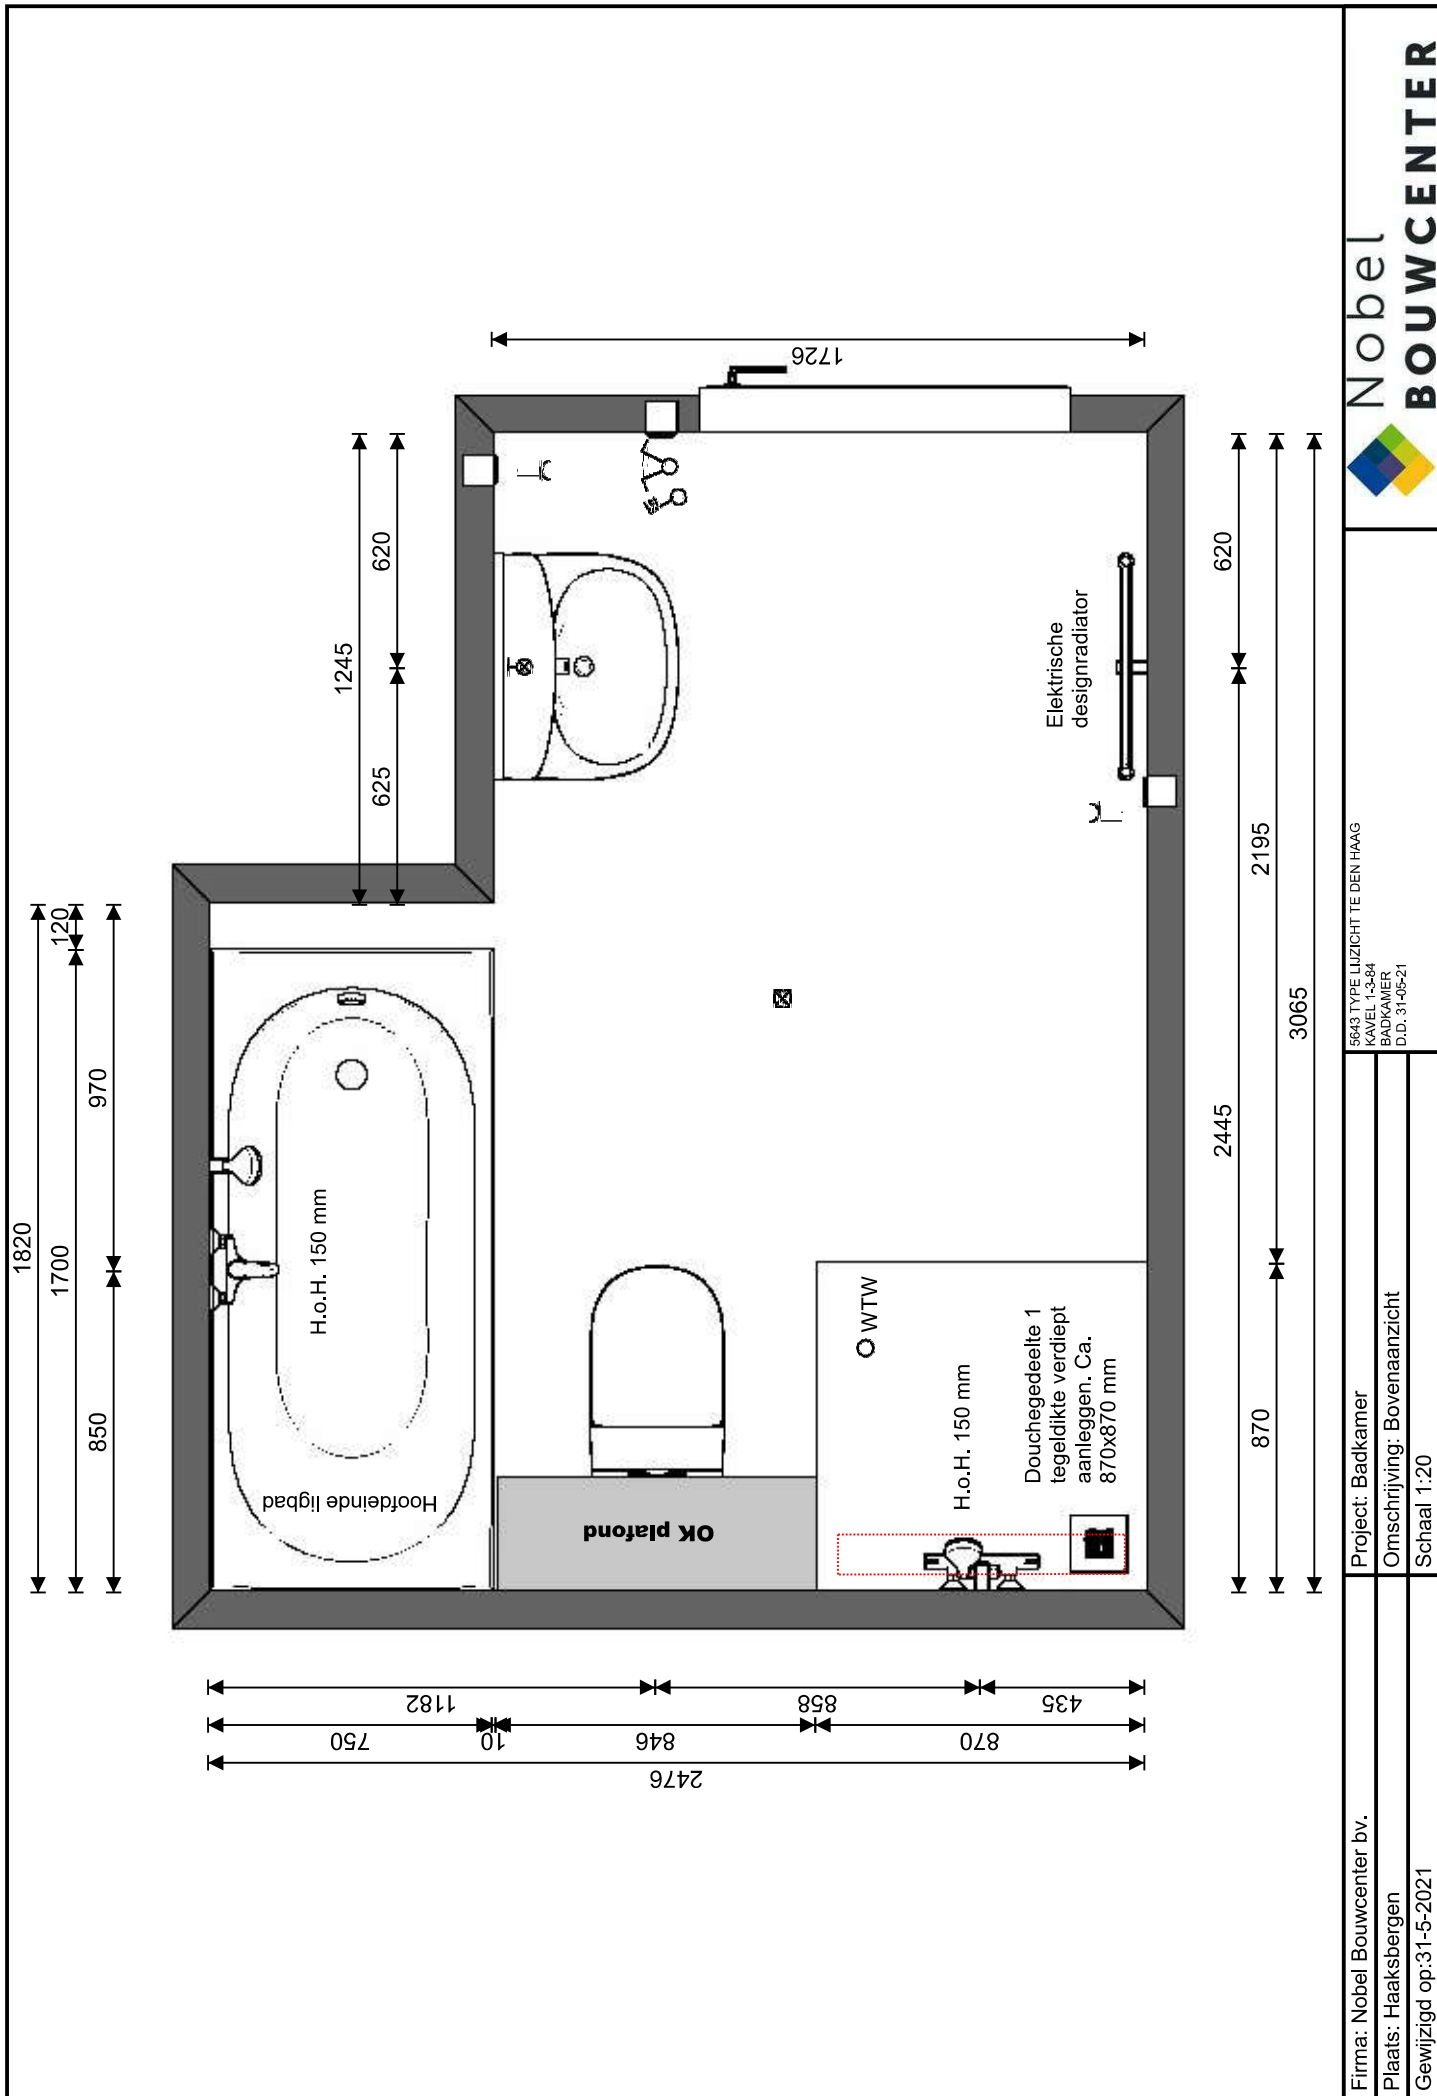 1820
1700
120
850
970
1245
625
620
1726
H.o.H. 150 mm
Hoofdeinde ligbad
OK plafond
WTW
H.o.H. 150 mm
Douchegedeelte 1
tegeldikte verdiept
aanleggen. Ca.
870x870 mm
Elektrische
designradiator
1182
858
435
750
10
846
870
2476
2445
620
870
2195
3065
Firma: Nobel Bouwcenter bv.
Plaats: Haaksbergen
Gewijzigd op:31-5-2021
Project: Badkamer
Omschrijving: Bovenaanzicht
Schaal 1:20
5643 TYPE LIJZICHT TE DEN HAAG
KAVEL 1-3-84
BADKAMER
D.D. 31-05-21
Nobel
BOUWCENTER